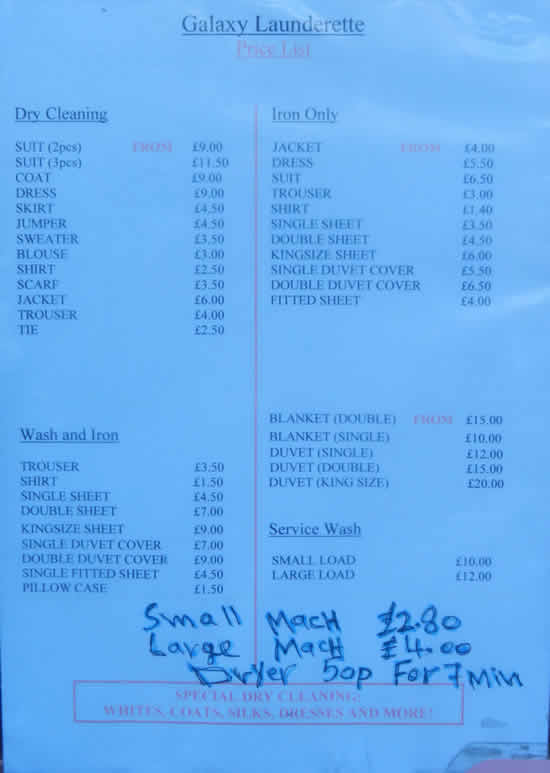 Galaxy Launderette
Price List
Dry Cleaning
SUIT (2pcs) FROM £9.00
SUIT (3pcs) £11.50
COAT £9.00
DRESS £9.00
SKIRT £4.50
JUMPER £4.50
SWEATER £3.50
BLOUSE £3.00
SHIRT £2.50
SCARF £3.50
JACKET £6.00
TROUSER £4.00
TIE £2.50
Wash and Iron
TROUSER £3.50
SHIRT £1.50
SINGLE SHEET £4.50
DOUBLE SHEET £7.00
KINGSIZE SHEET £9.00
SINGLE DUVET COVER £7.00
DOUBLE DUVET COVER £9.00
SINGLE FITTED SHEET £4.50
PILLOW CASE £1.50
Iron Only
JACKET FROM £4.00
DRESS £5.50
SUIT £6.50
TROUSER £3.00
SHIRT £1.40
SINGLE SHEET £3.50
DOUBLE SHEET £4.50
KINGSIZE SHEET £6.00
SINGLE DUVET COVER £5.50
DOUBLE DUVET COVER £6.50
FITTED SHEET £4.00
BLANKET (DOUBLE) FROM £15.00
BLANKET (SINGLE) £10.00
DUVET (SINGLE) £12.00
DUVET (DOUBLE) £15.00
DUVET (KING SIZE) £20.00
Service Wash
SMALL LOAD £10.00
LARGE LOAD £12.00
Small MacH £2.80
Large MacH £4.00
Dryer 50p For 7 Min
SPECIAL DRY CLEANING:
WHITES, COATS, SILKS, DRESSES AND MORE!